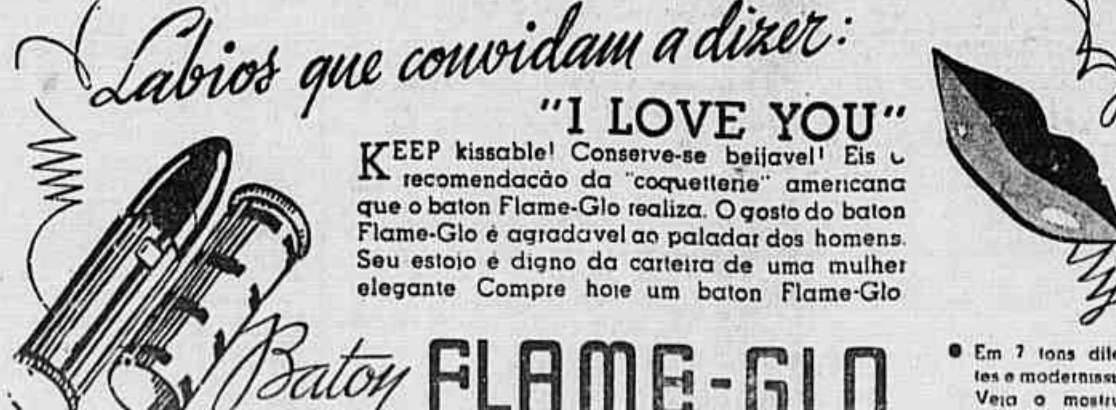 Labios que convidam a dizer:
"I LOVE YOU"
KEEP kissable! Conserve-se beijavel! Eis
recomendacão da "coquetterie" americana
que o baton Flame-Glo realiza. O gosto do baton
Flame-Glo é agradavel ao paladar dos homens.
Seu estojo é digno da carteira de uma mulher
elegante Compre hoje um baton Flame-Glo
Baton FLAME-GLO
Em 7 tons
tes e
Veja o